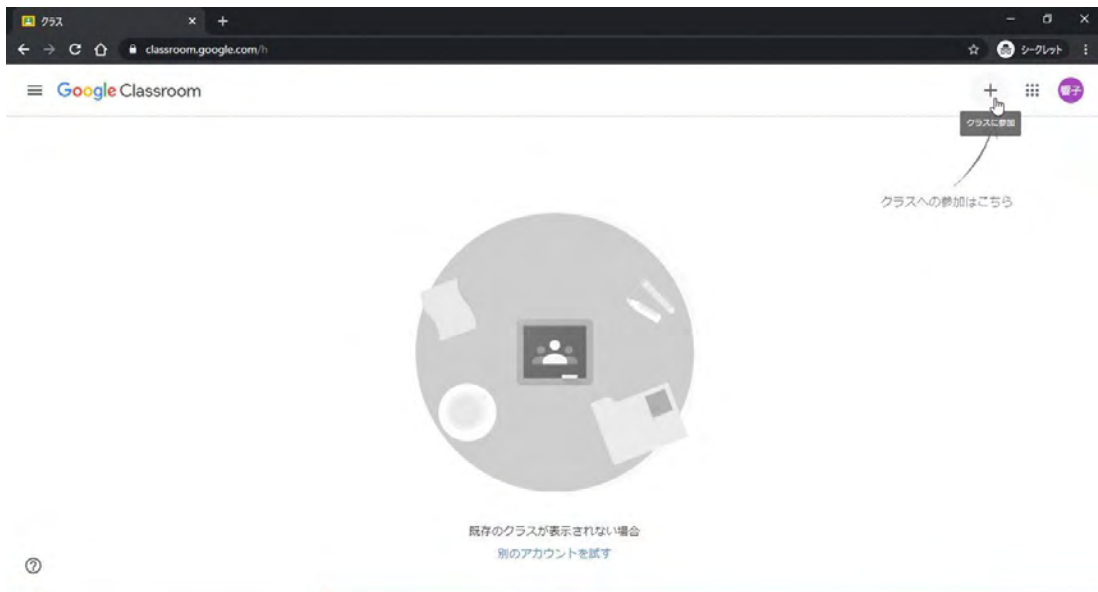 クラス
classroom.google.com/h
シークレット
Google Classroom
響子
クラスに参加
クラスへの参加はこちら
既存のクラスが表示されない場合
別のアカウントを試す